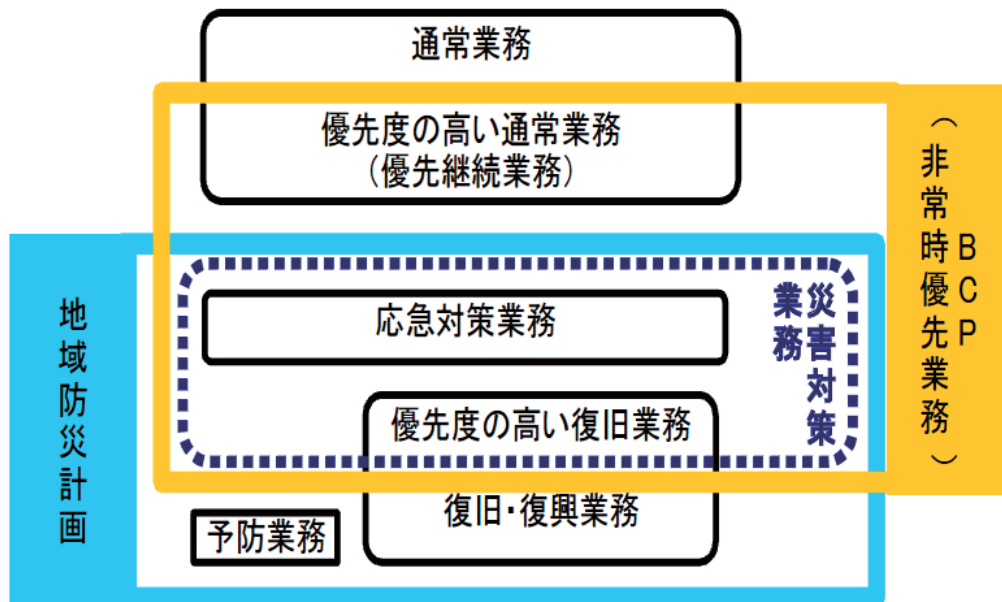 通常業務
優先度の高い通常業務
（優先継続業務）
BCP
（非常時優先業務）
地域防災計画
災害対策
業務
応急対策業務
優先度の高い復旧業務
復旧・復興業務
予防業務